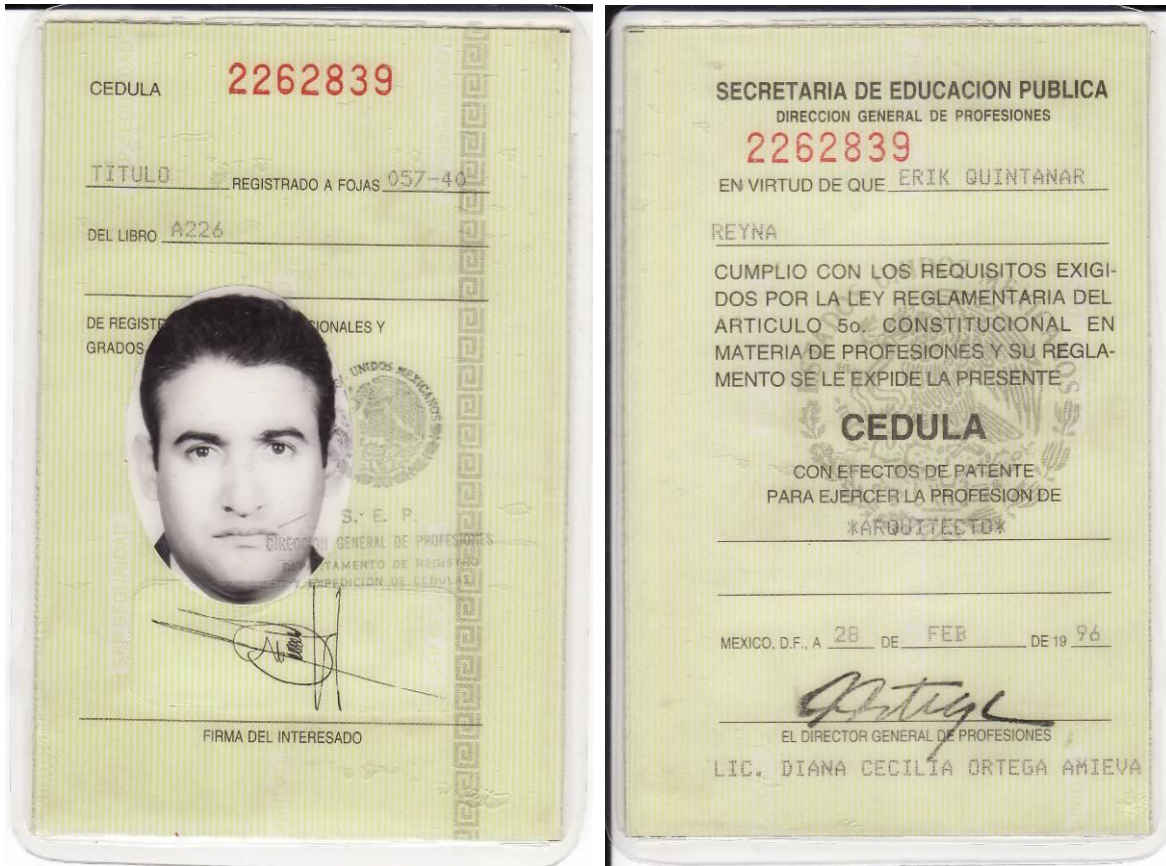 CEDULA 2262839
TITULO REGISTRADO A FOJAS 057-40
DEL LIBRO A226
DE REGISTR CIONALES Y
GRADOS
UNIDOS MEXICANOS
S. E. P.
DIRECCION GENERAL DE PROFESIONES
TAMENTO DE REGISTRO
Y EXPEDICION DE CEDULAS
FIRMA DEL INTERESADO
SECRETARIA DE EDUCACION PUBLICA
DIRECCION GENERAL DE PROFESIONES
2262839
EN VIRTUD DE QUE ERIK QUINTANAR
REYNA
CUMPLIO CON LOS REQUISITOS EXIGI-
DOS POR LA LEY REGLAMENTARIA DEL
ARTICULO 5o. CONSTITUCIONAL EN
MATERIA DE PROFESIONES Y SU REGLA-
MENTO SE LE EXPIDE LA PRESENTE
CEDULA
CON EFECTOS DE PATENTE
PARA EJERCER LA PROFESION DE
*ARQUITECTO*
MEXICO, D.F., A 28 DE FEB DE 19 96
EL DIRECTOR GENERAL DE PROFESIONES
LIC. DIANA CECILIA ORTEGA AMIEVA